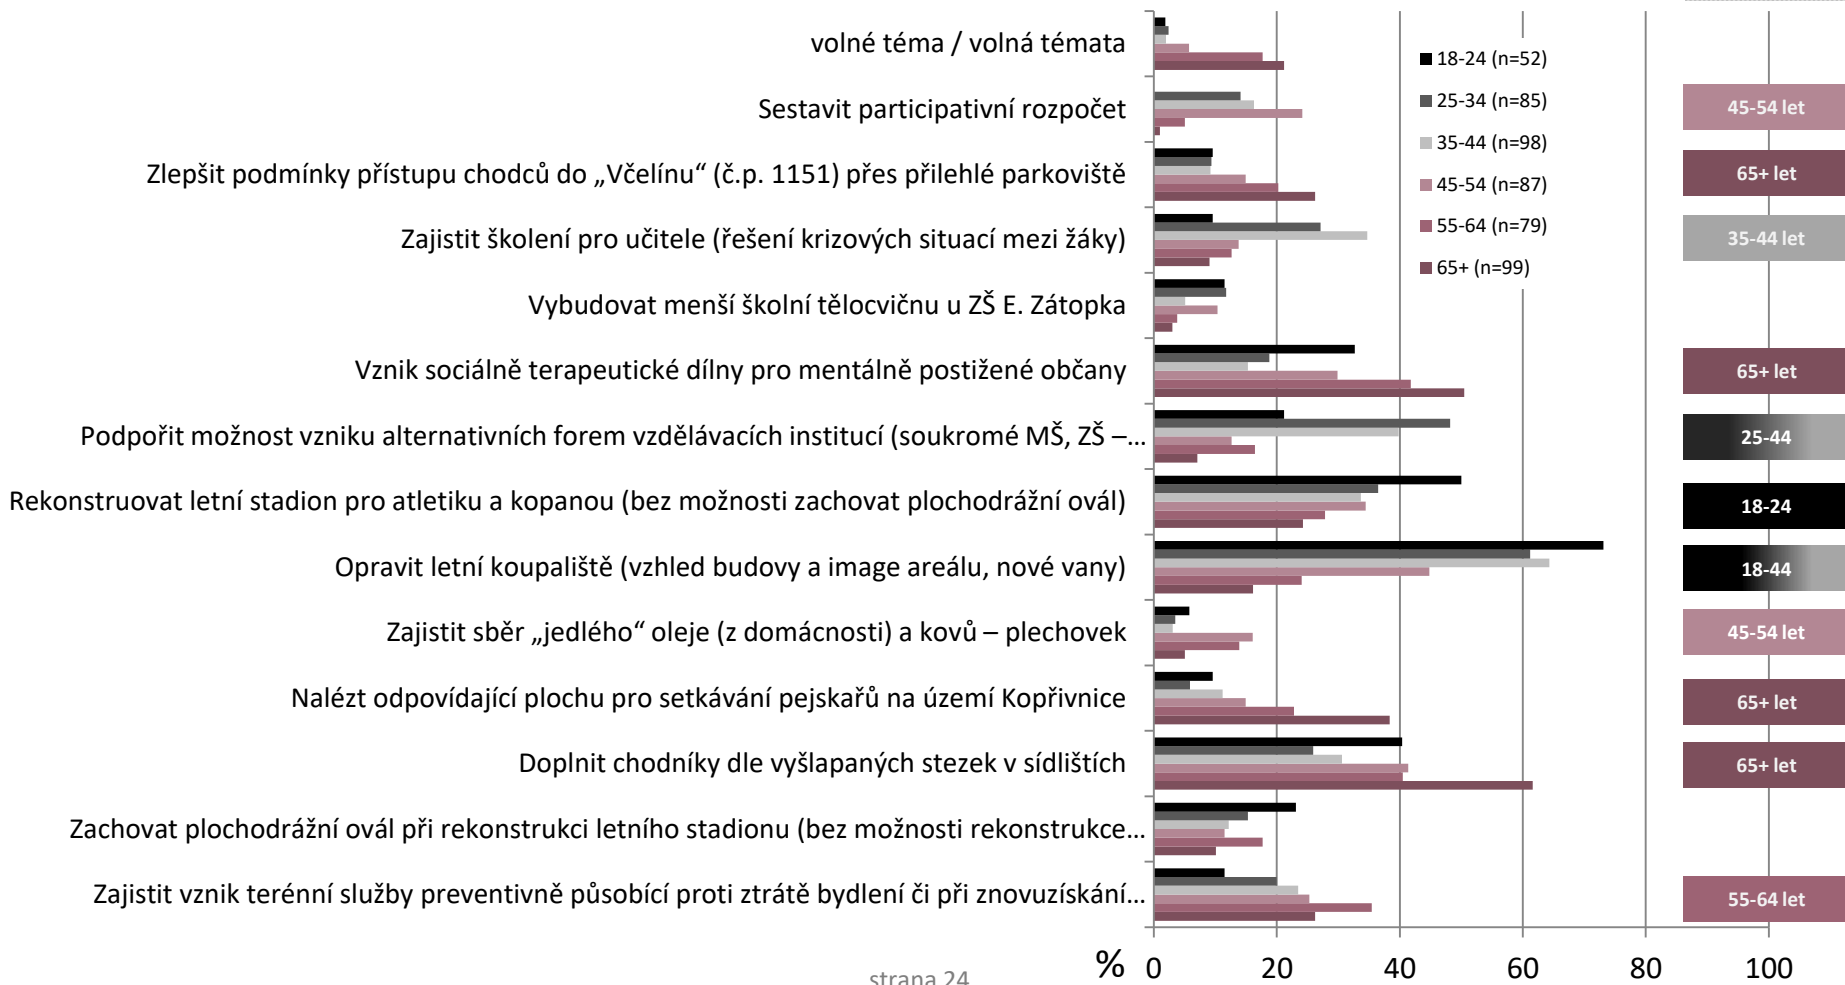 volné téma / volná témata
Sestavit participativní rozpočet
45-54 let
Zlepšit podmínky přístupu chodců do „Včelínu“ (č.p. 1151) přes přilehlé parkoviště
65+ let
Zajistit školení pro učitele (řešení krizových situací mezi žáky)
35-44 let
Vybudovat menší školní tělocvičnu u ZŠ E. Zátopka
Vznik sociálně terapeutické dílny pro mentálně postižené občany
65+ let
Podpořit možnost vzniku alternativních forem vzdělávacích institucí (soukromé MŠ, ZŠ –…
25-44
Rekonstruovat letní stadion pro atletiku a kopanou (bez možnosti zachovat plochodrážní ovál)
18-24
Opravit letní koupaliště (vzhled budovy a image areálu, nové vany)
18-44
Zajistit sběr „jedlého“ oleje (z domácnosti) a kovů – plechovek
45-54 let
Nalézt odpovídající plochu pro setkávání pejskařů na území Kopřivnice
65+ let
Doplnit chodníky dle vyšlapaných stezek v sídlištích
65+ let
Zachovat plochodrážní ovál při rekonstrukci letního stadionu (bez možnosti rekonstrukce…
Zajistit vznik terénní služby preventivně působící proti ztrátě bydlení či při znovuzískání…
55-64 let
18-24 (n=52)
25-34 (n=85)
35-44 (n=98)
45-54 (n=87)
55-64 (n=79)
65+ (n=99)
% 0 20 40 60 80 100
strana 24